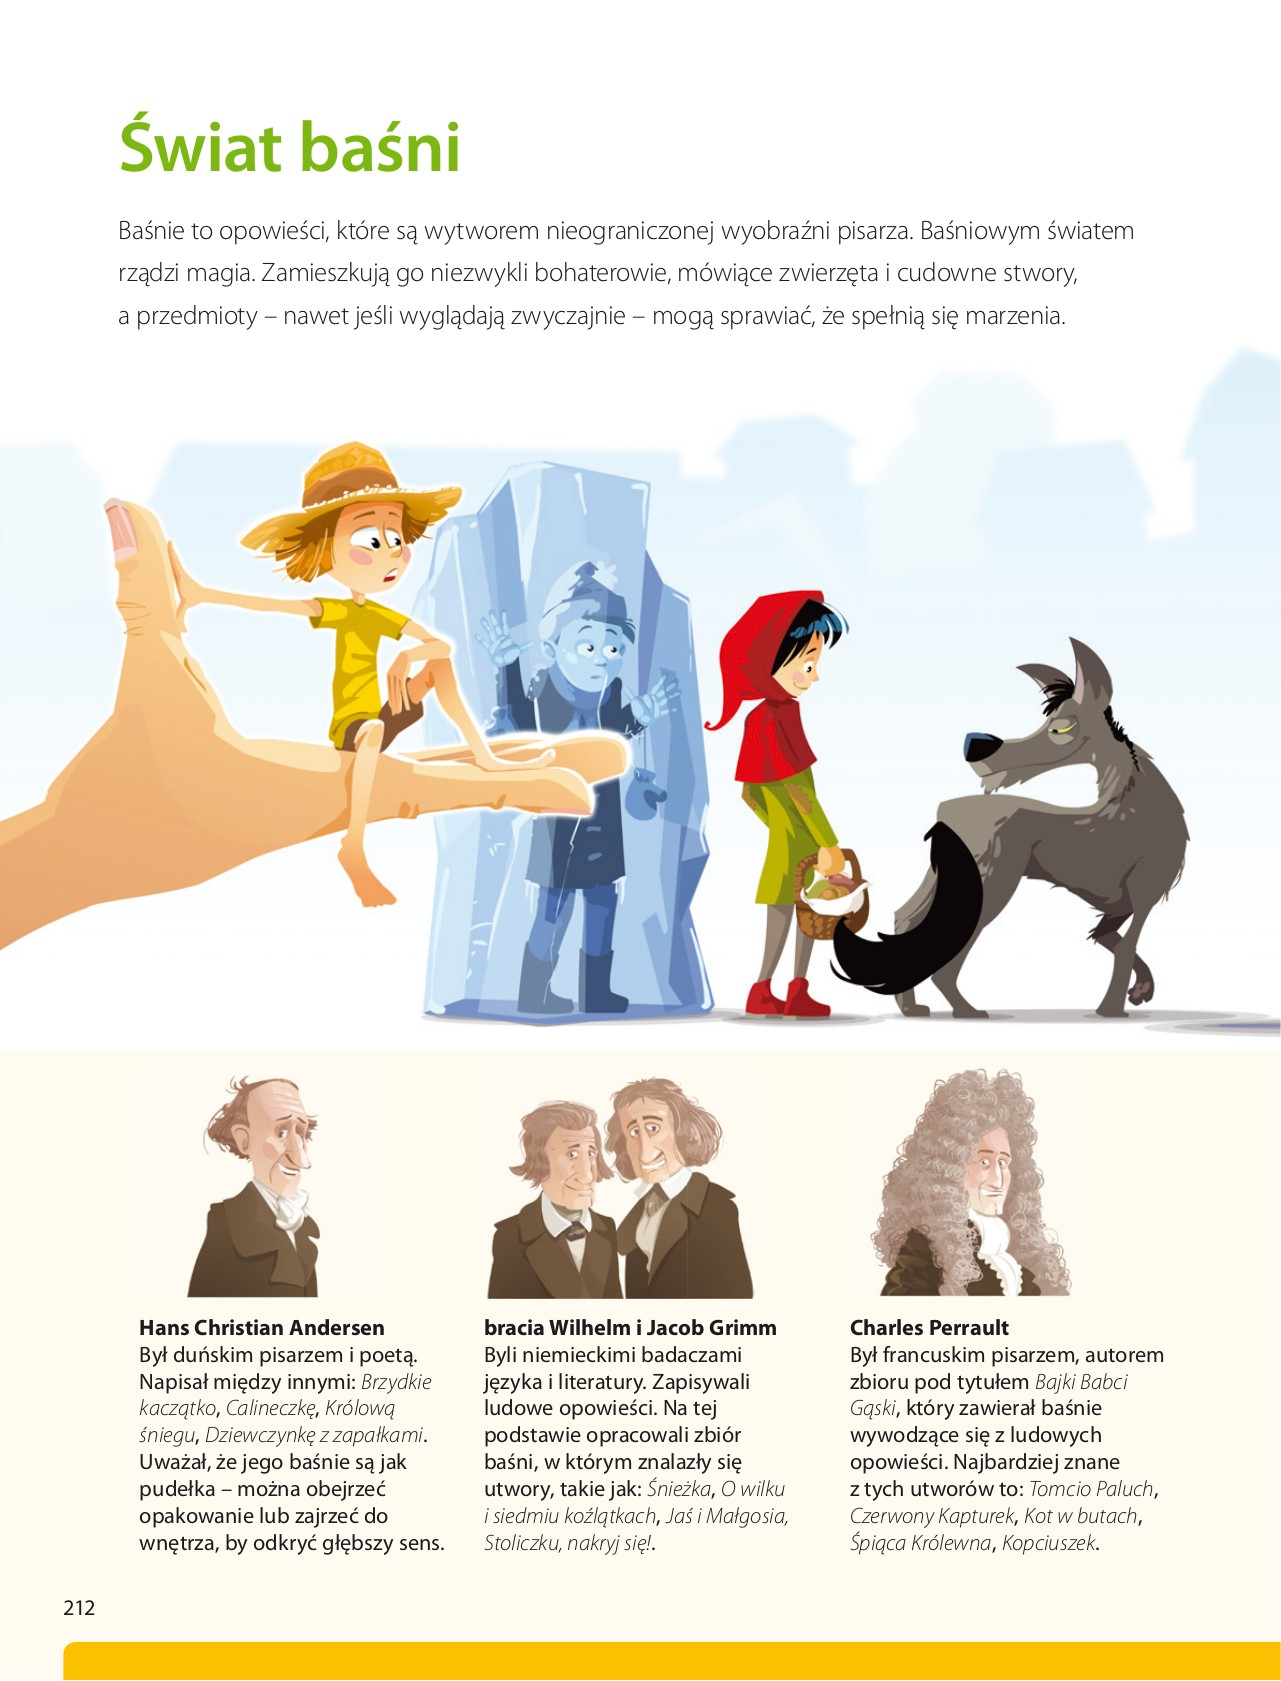 Świat baśni
Baśnie to opowieści, które są wytworem nieograniczonej wyobraźni pisarza. Baśniowym światem
rządzi magia. Zamieszkują go niezwykli bohaterowie, mówiące zwierzęta i cudowne stwory,
a przedmioty – nawet jeśli wyglądają zwyczajnie – mogą sprawiać, że spełnią się marzenia.
Hans Christian Andersen
Był duńskim pisarzem i poetą.
Napisał między innymi: Brzydkie
kaczątko, Calineczkę, Królową
śniegu, Dziewczynkę z zapałkami.
Uważał, że jego baśnie są jak
pudełka – można obejrzeć
opakowanie lub zajrzeć do
wnętrza, by odkryć głębszy sens.
bracia Wilhelm i Jacob Grimm
Byli niemieckimi badaczami
języka i literatury. Zapisywali
ludowe opowieści. Na tej
podstawie opracowali zbiór
baśni, w którym znalazły się
utwory, takie jak: Śnieżka, O wilku
i siedmiu koźlątkach, Jaś i Małgosia,
Stoliczku, nakryj się!.
Charles Perrault
Był francuskim pisarzem, autorem
zbioru pod tytułem Bajki Babci
Gąski, który zawierał baśnie
wywodzące się z ludowych
opowieści. Najbardziej znane
z tych utworów to: Tomcio Paluch,
Czerwony Kapturek, Kot w butach,
Śpiąca Królewna, Kopciuszek.
212